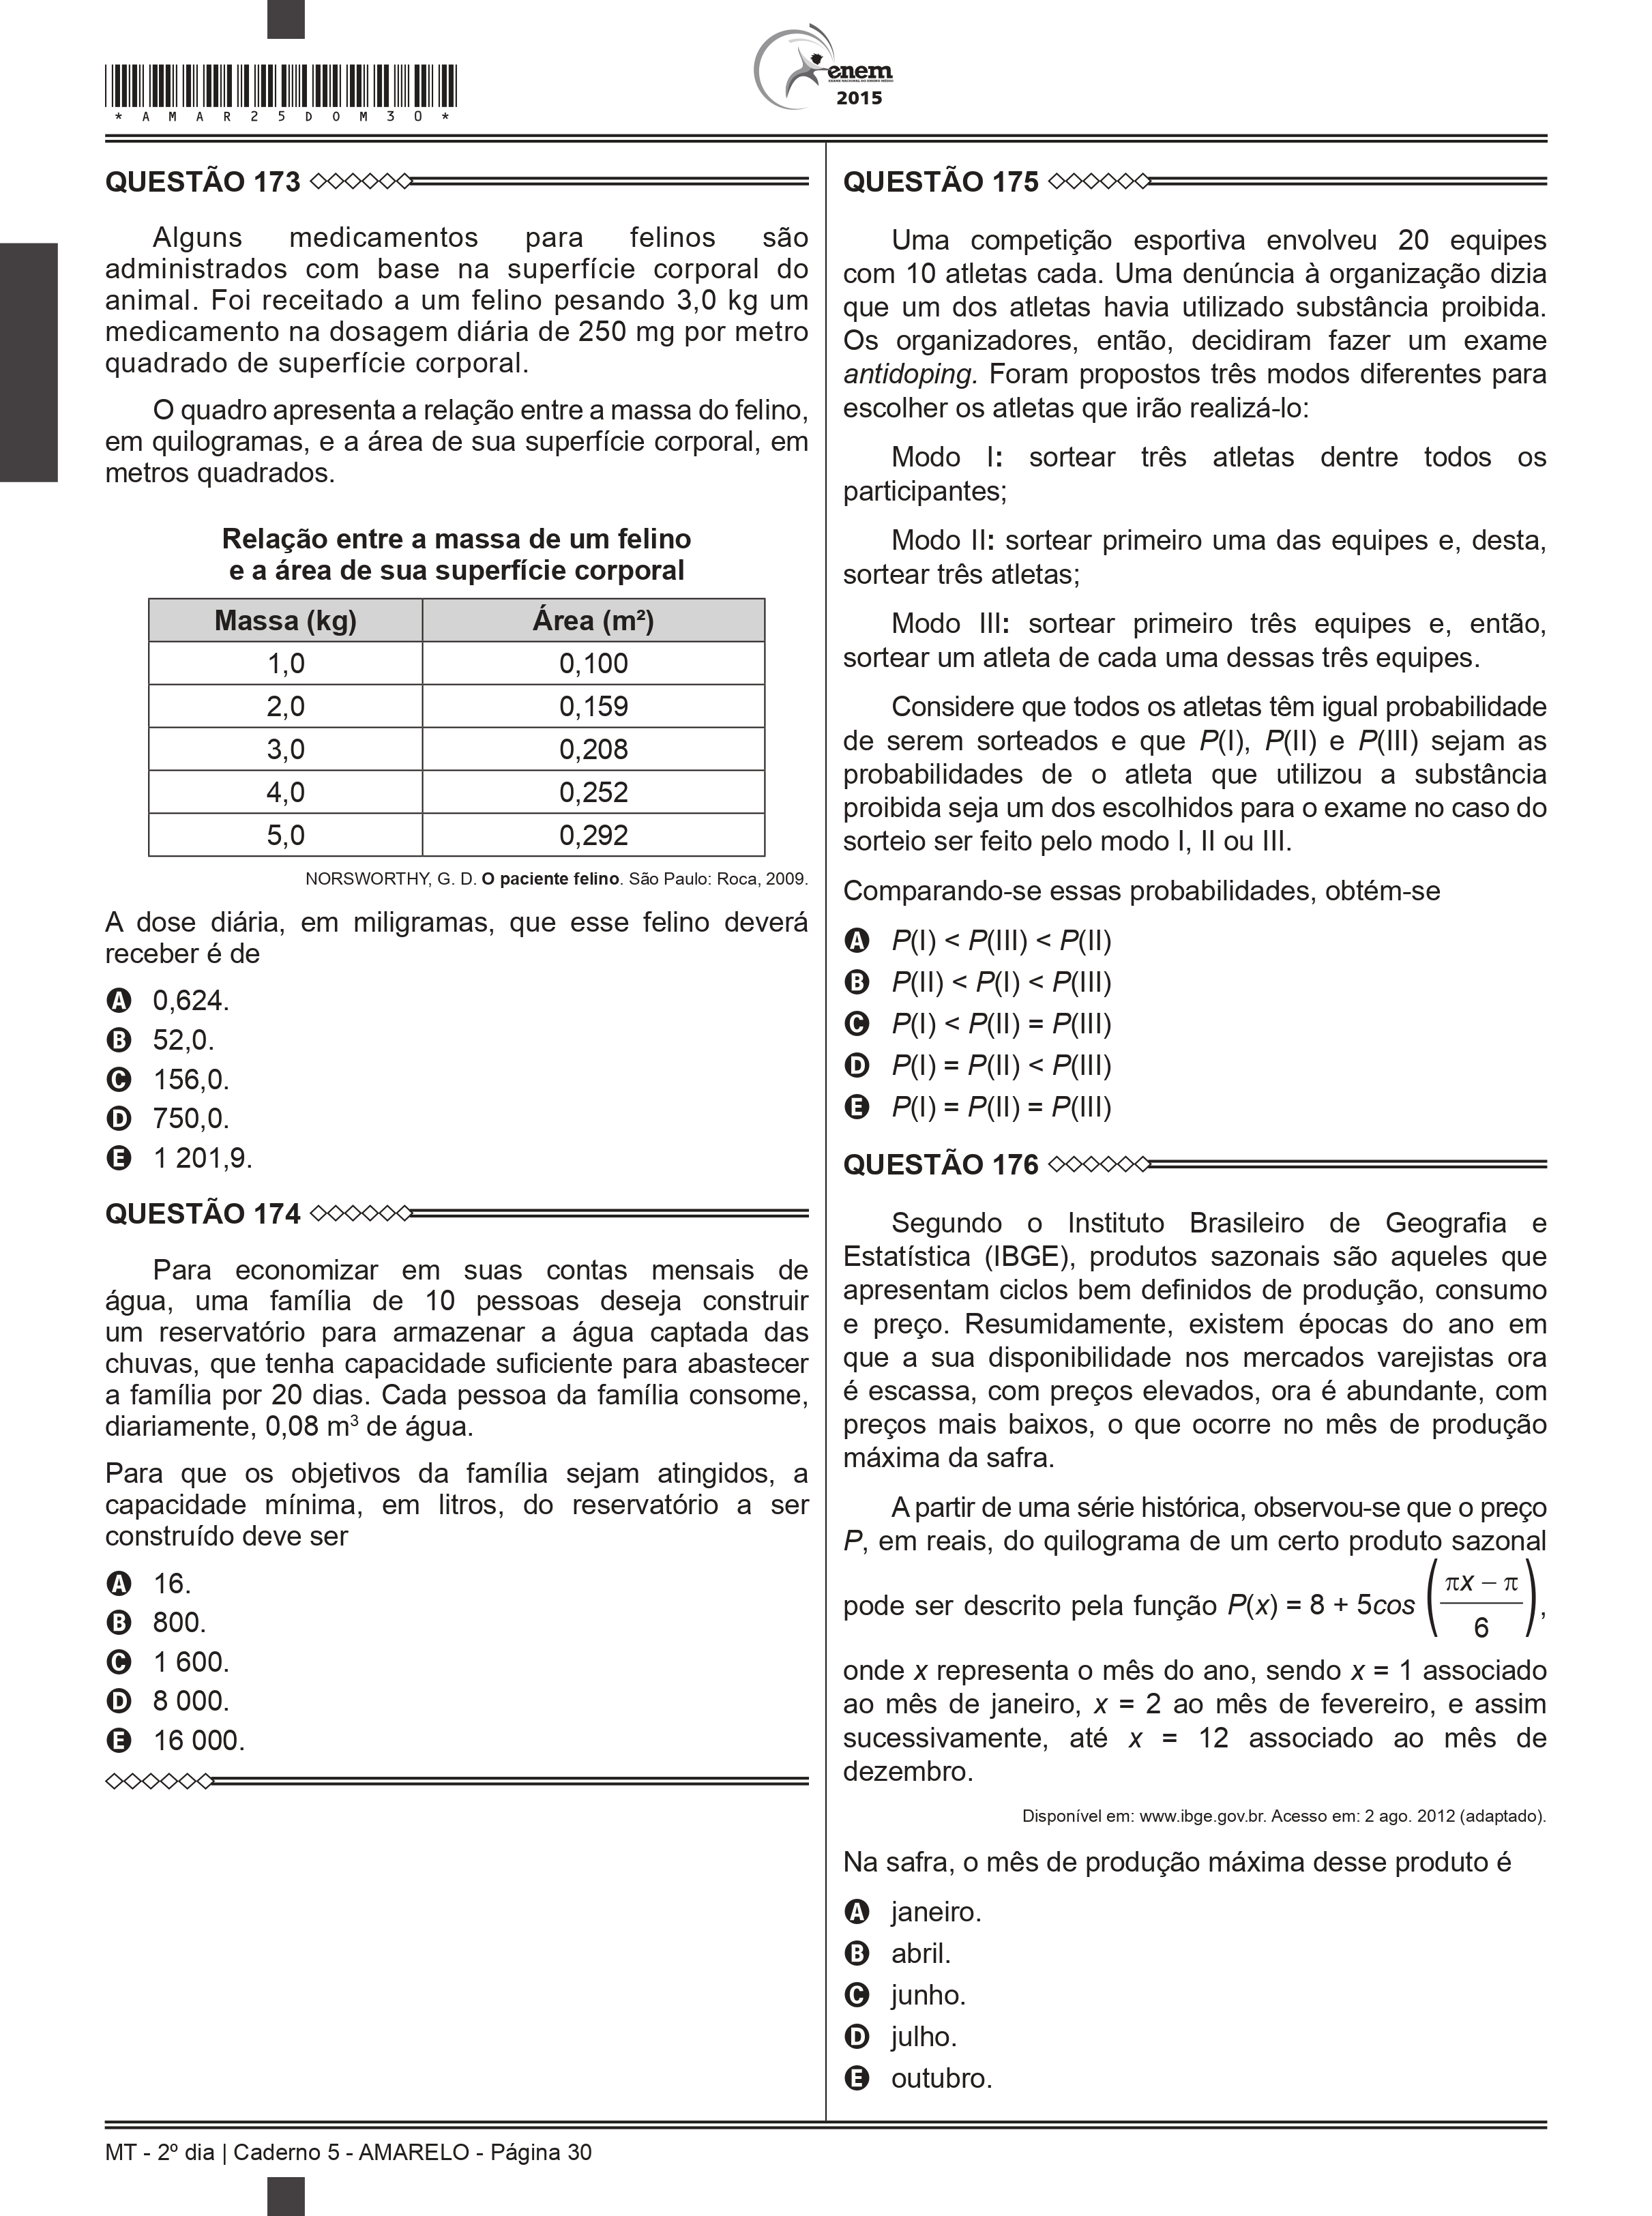 *AMAR25DOM30*
enem
EXAME NACIONAL DO ENSINO MÉDIO
2015
QUESTÃO 173
Alguns medicamentos para felinos são
administrados com base na superfície corporal do
animal. Foi receitado a um felino pesando 3,0 kg um
medicamento na dosagem diária de 250 mg por metro
quadrado de superfície corporal.
O quadro apresenta a relação entre a massa do felino,
em quilogramas, e a área de sua superfície corporal, em
metros quadrados.
Relação entre a massa de um felino
e a área de sua superfície corporal
Massa (kg) Área (m²)
1,0 0,100
2,0 0,159
3,0 0,208
4,0 0,252
5,0 0,292
NORSWORTHY, G. D. O paciente felino. São Paulo: Roca, 2009.
A dose diária, em miligramas, que esse felino deverá
receber é de
A 0,624.
B 52,0.
C 156,0.
D 750,0.
E 1 201,9.
QUESTÃO 174
Para economizar em suas contas mensais de
água, uma família de 10 pessoas deseja construir
um reservatório para armazenar a água captada das
chuvas, que tenha capacidade suficiente para abastecer
a família por 20 dias. Cada pessoa da família consome,
diariamente, 0,08 m³ de água.
Para que os objetivos da família sejam atingidos, a
capacidade mínima, em litros, do reservatório a ser
construído deve ser
A 16.
B 800.
C 1 600.
D 8 000.
E 16 000.
QUESTÃO 175
Uma competição esportiva envolveu 20 equipes
com 10 atletas cada. Uma denúncia à organização dizia
que um dos atletas havia utilizado substância proibida.
Os organizadores, então, decidiram fazer um exame
antidoping. Foram propostos três modos diferentes para
escolher os atletas que irão realizá-lo:
Modo I: sortear três atletas dentre todos os
participantes;
Modo II: sortear primeiro uma das equipes e, desta,
sortear três atletas;
Modo III: sortear primeiro três equipes e, então,
sortear um atleta de cada uma dessas três equipes.
Considere que todos os atletas têm igual probabilidade
de serem sorteados e que P(I), P(II) e P(III) sejam as
probabilidades de o atleta que utilizou a substância
proibida seja um dos escolhidos para o exame no caso do
sorteio ser feito pelo modo I, II ou III.
Comparando-se essas probabilidades, obtém-se
A P(I) < P(III) < P(II)
B P(II) < P(I) < P(III)
C P(I) < P(II) = P(III)
D P(I) = P(II) < P(III)
E P(I) = P(II) = P(III)
QUESTÃO 176
Segundo o Instituto Brasileiro de Geografia e
Estatística (IBGE), produtos sazonais são aqueles que
apresentam ciclos bem definidos de produção, consumo
e preço. Resumidamente, existem épocas do ano em
que a sua disponibilidade nos mercados varejistas ora
é escassa, com preços elevados, ora é abundante, com
preços mais baixos, o que ocorre no mês de produção
máxima da safra.
A partir de uma série histórica, observou-se que o preço
P, em reais, do quilograma de um certo produto sazonal
pode ser descrito pela função P(x) = 8 + 5cos((πx − π)/6),
onde x representa o mês do ano, sendo x = 1 associado
ao mês de janeiro, x = 2 ao mês de fevereiro, e assim
sucessivamente, até x = 12 associado ao mês de
dezembro.
Disponível em: www.ibge.gov.br. Acesso em: 2 ago. 2012 (adaptado).
Na safra, o mês de produção máxima desse produto é
A janeiro.
B abril.
C junho.
D julho.
E outubro.
MT - 2º dia | Caderno 5 - AMARELO - Página 30